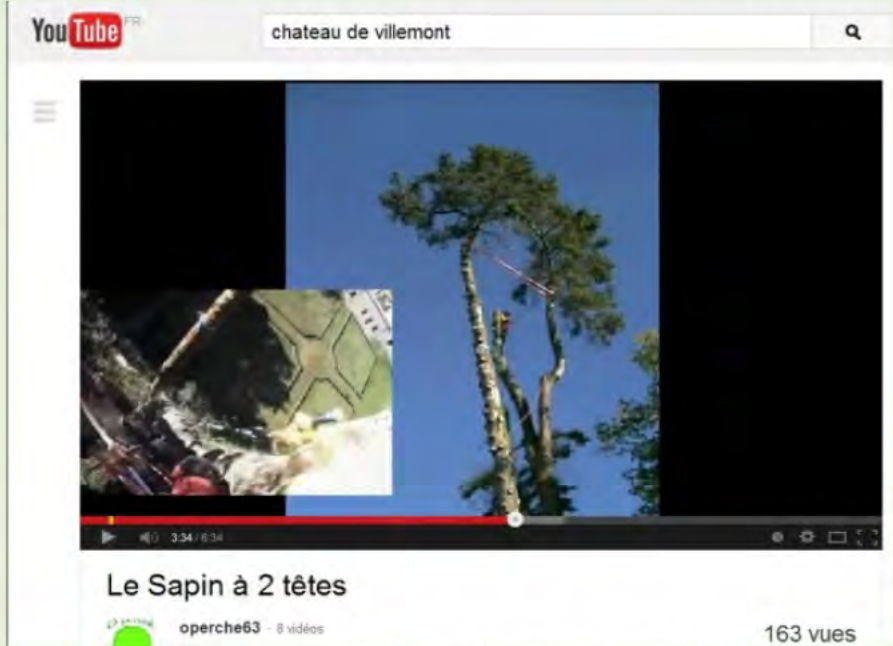 YouTube FR
chateau de villemont
3:34 / 6:34
Le Sapin à 2 têtes
operche63 - 8 vidéos
163 vues